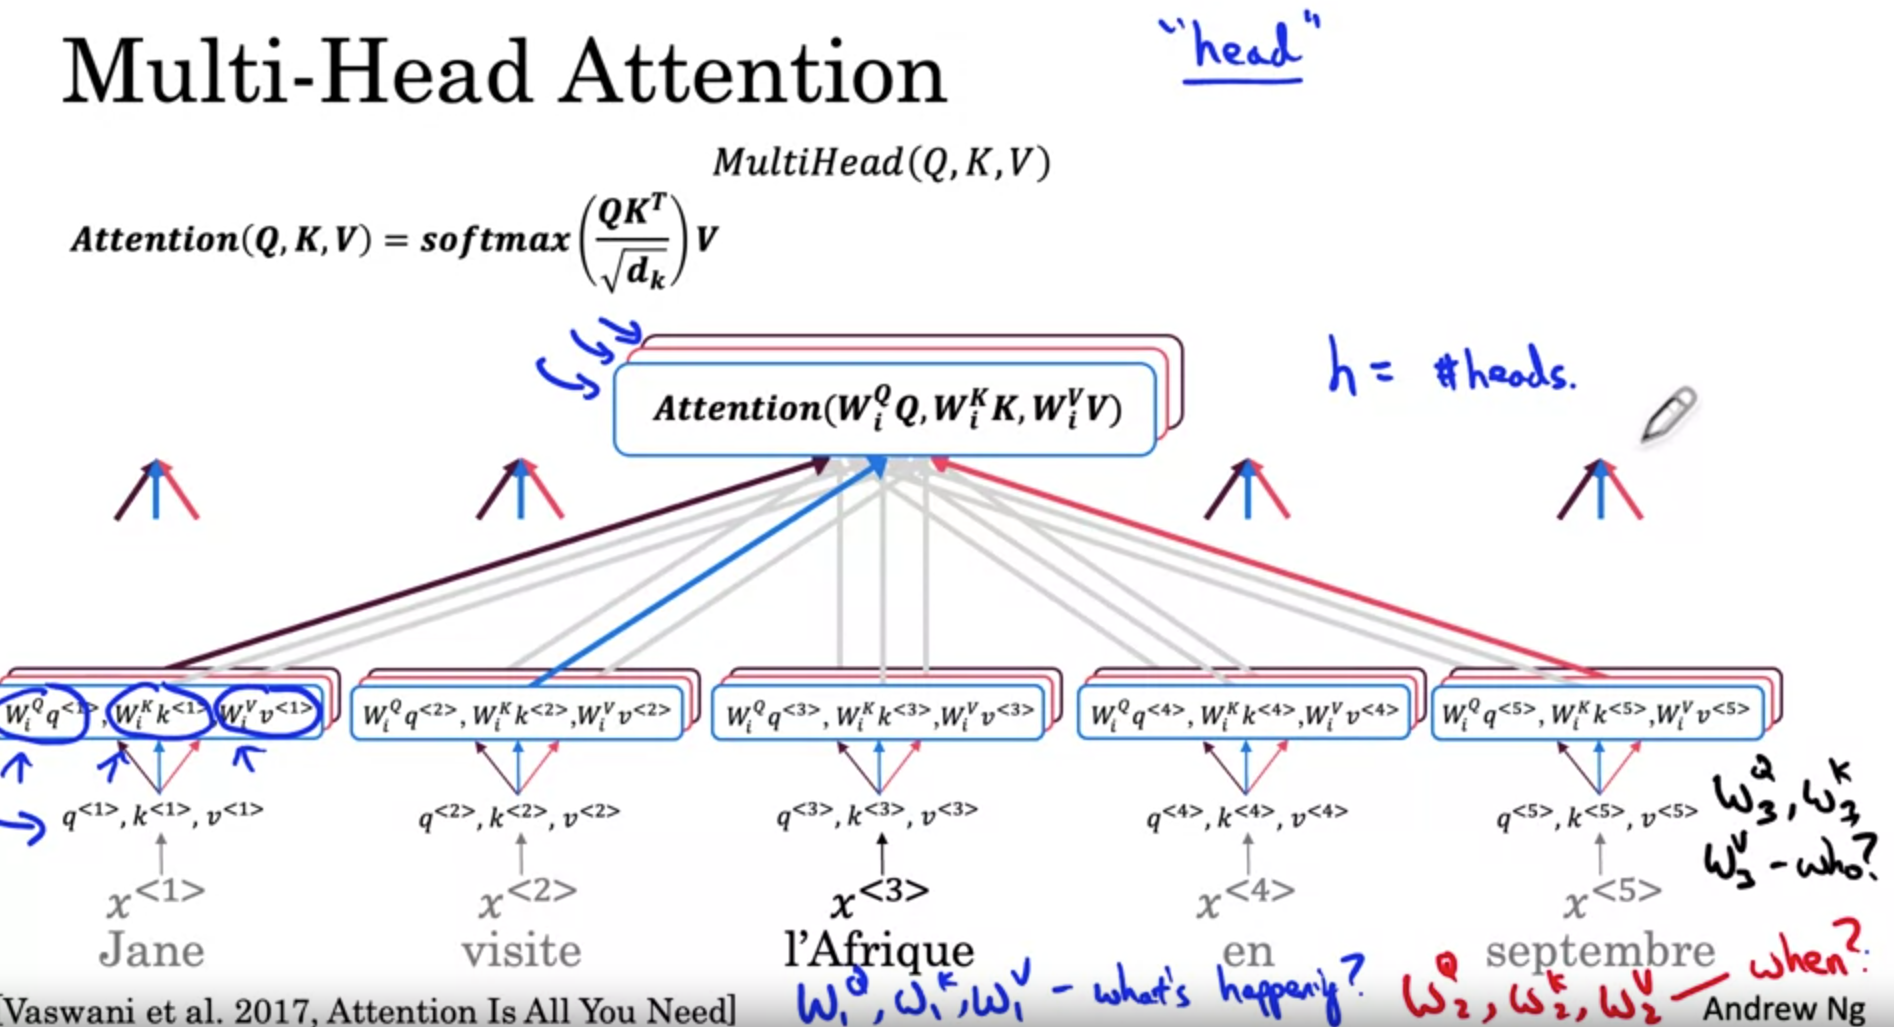 Multi-Head Attention
"head"
MultiHead(Q, K, V)
Attention(Q, K, V) = softmax(QK^T / √d_k)V
Attention(W_i^Q Q, W_i^K K, W_i^V V)
h = #heads.
W_i^Q q^<1>, W_i^K k^<1>, W_i^V v^<1>
W_i^Q q^<2>, W_i^K k^<2>, W_i^V v^<2>
W_i^Q q^<3>, W_i^K k^<3>, W_i^V v^<3>
W_i^Q q^<4>, W_i^K k^<4>, W_i^V v^<4>
W_i^Q q^<5>, W_i^K k^<5>, W_i^V v^<5>
q^<1>, k^<1>, v^<1>
q^<2>, k^<2>, v^<2>
q^<3>, k^<3>, v^<3>
q^<4>, k^<4>, v^<4>
q^<5>, k^<5>, v^<5>
W_3^Q, W_3^K
W_3^V - who?
x^<1>
x^<2>
x^<3>
x^<4>
x^<5>
Jane
visite
l'Afrique
en
septembre
W_1^Q, W_1^K, W_1^V - what's happening?
W_2^Q, W_2^K, W_2^V — when?
[Vaswani et al. 2017, Attention Is All You Need]
Andrew Ng